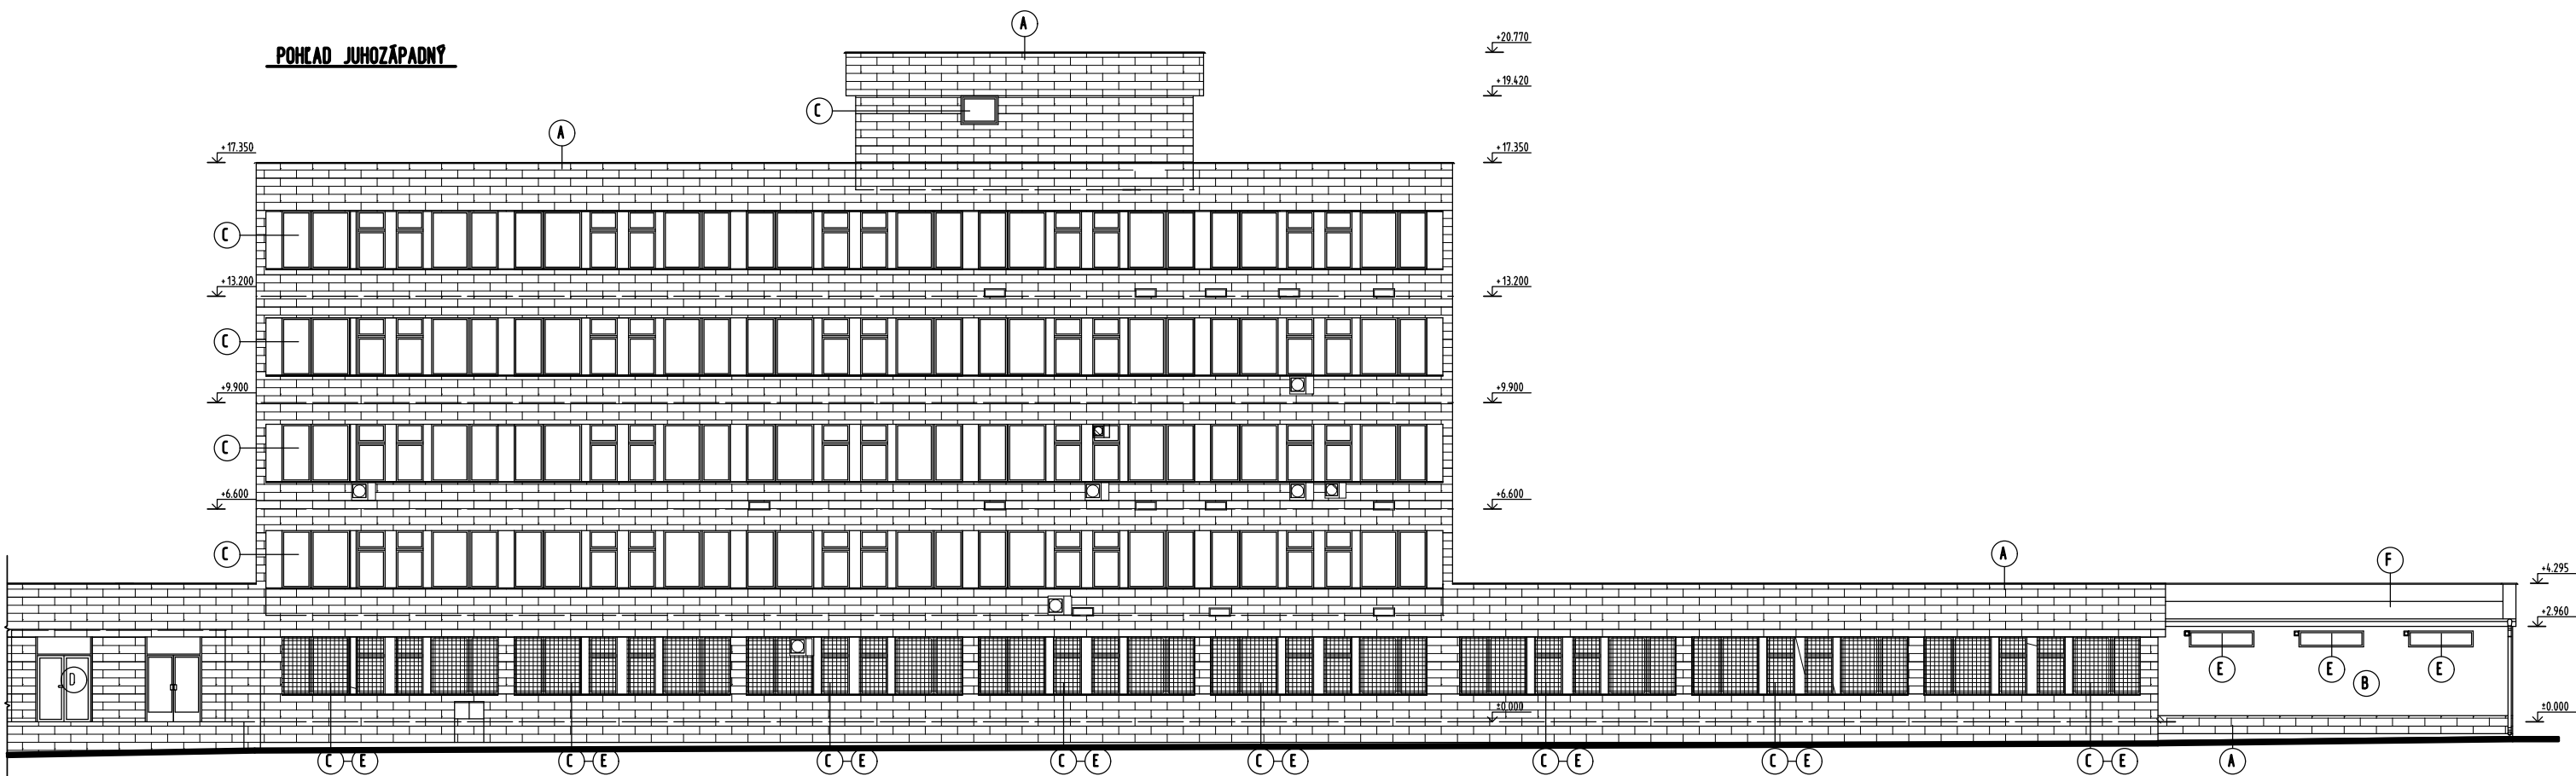 A
+20.770
POHĽAD JUHOZÁPADNÝ
+19.420
C
A
+17.350
+17.350
C
+13.200
+13.200
C
+9.900
+9.900
C
+6.600
+6.600
C
A
F
+4.295
+2.960
E
E
E
D
B
±0.000
±0.000
C E
C E
C E
C E
C E
C E
C E
C E
A